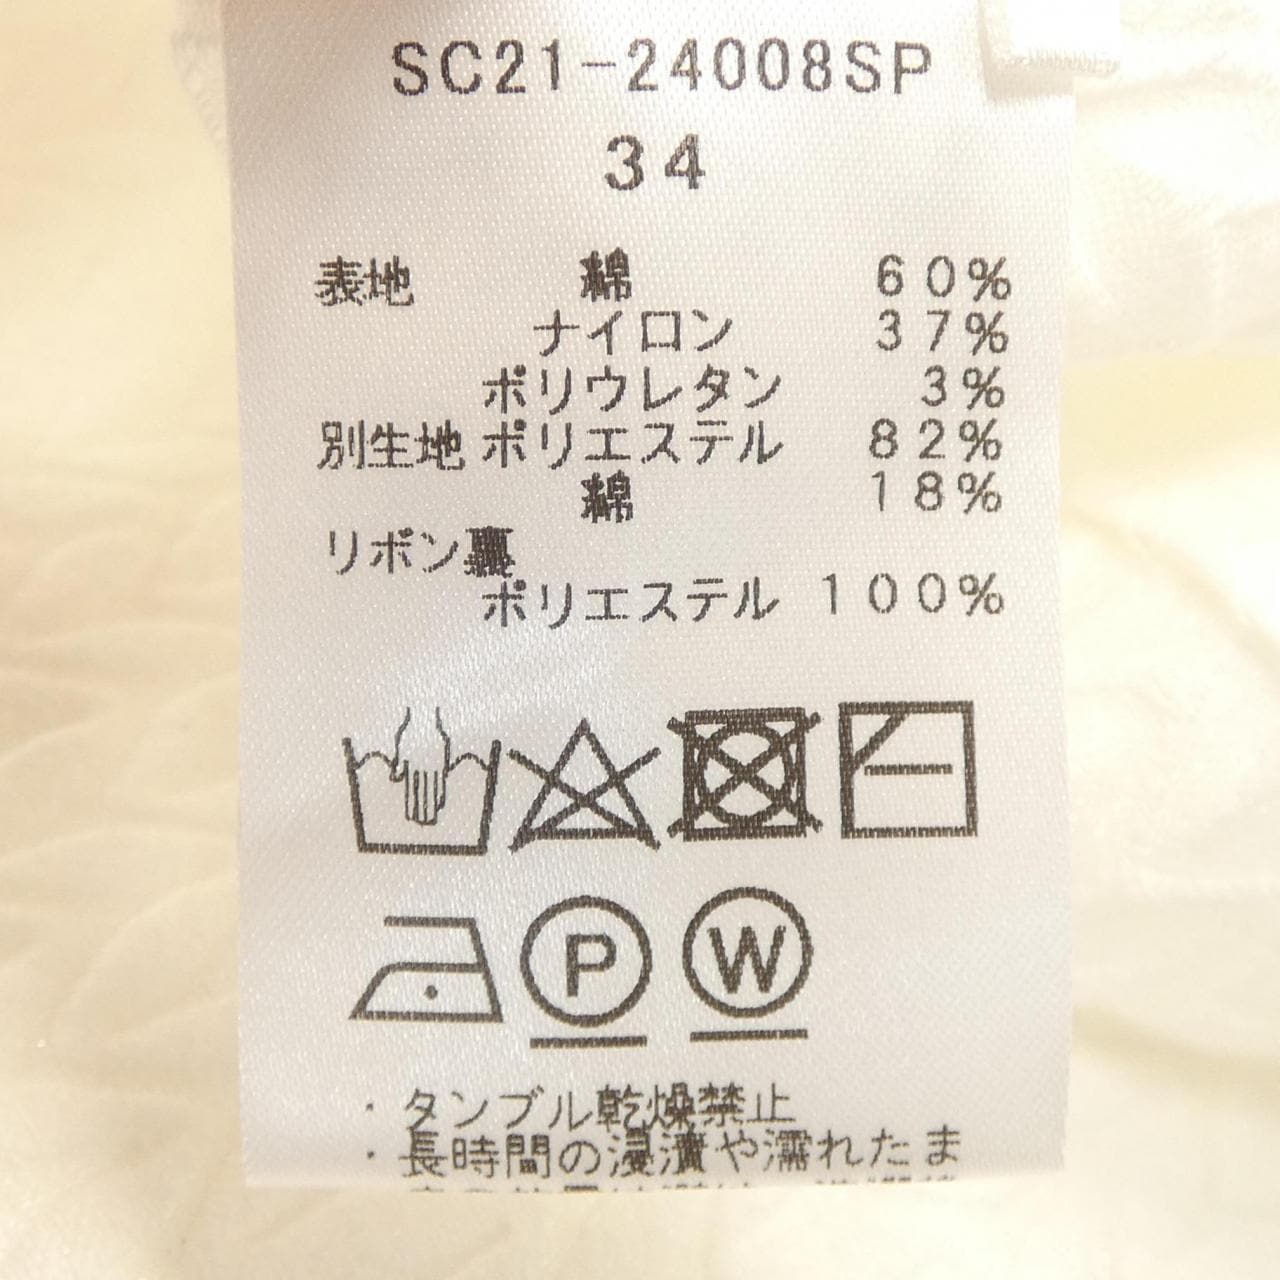 SC21-24008SP
34
表地 綿 60%
ナイロン 37%
ポリウレタン 3%
別生地 ポリエステル 82%
綿 18%
リボン裏
ポリエステル 100%
P W
・タンブル乾燥禁止
・長時間の浸漬や濡れたま